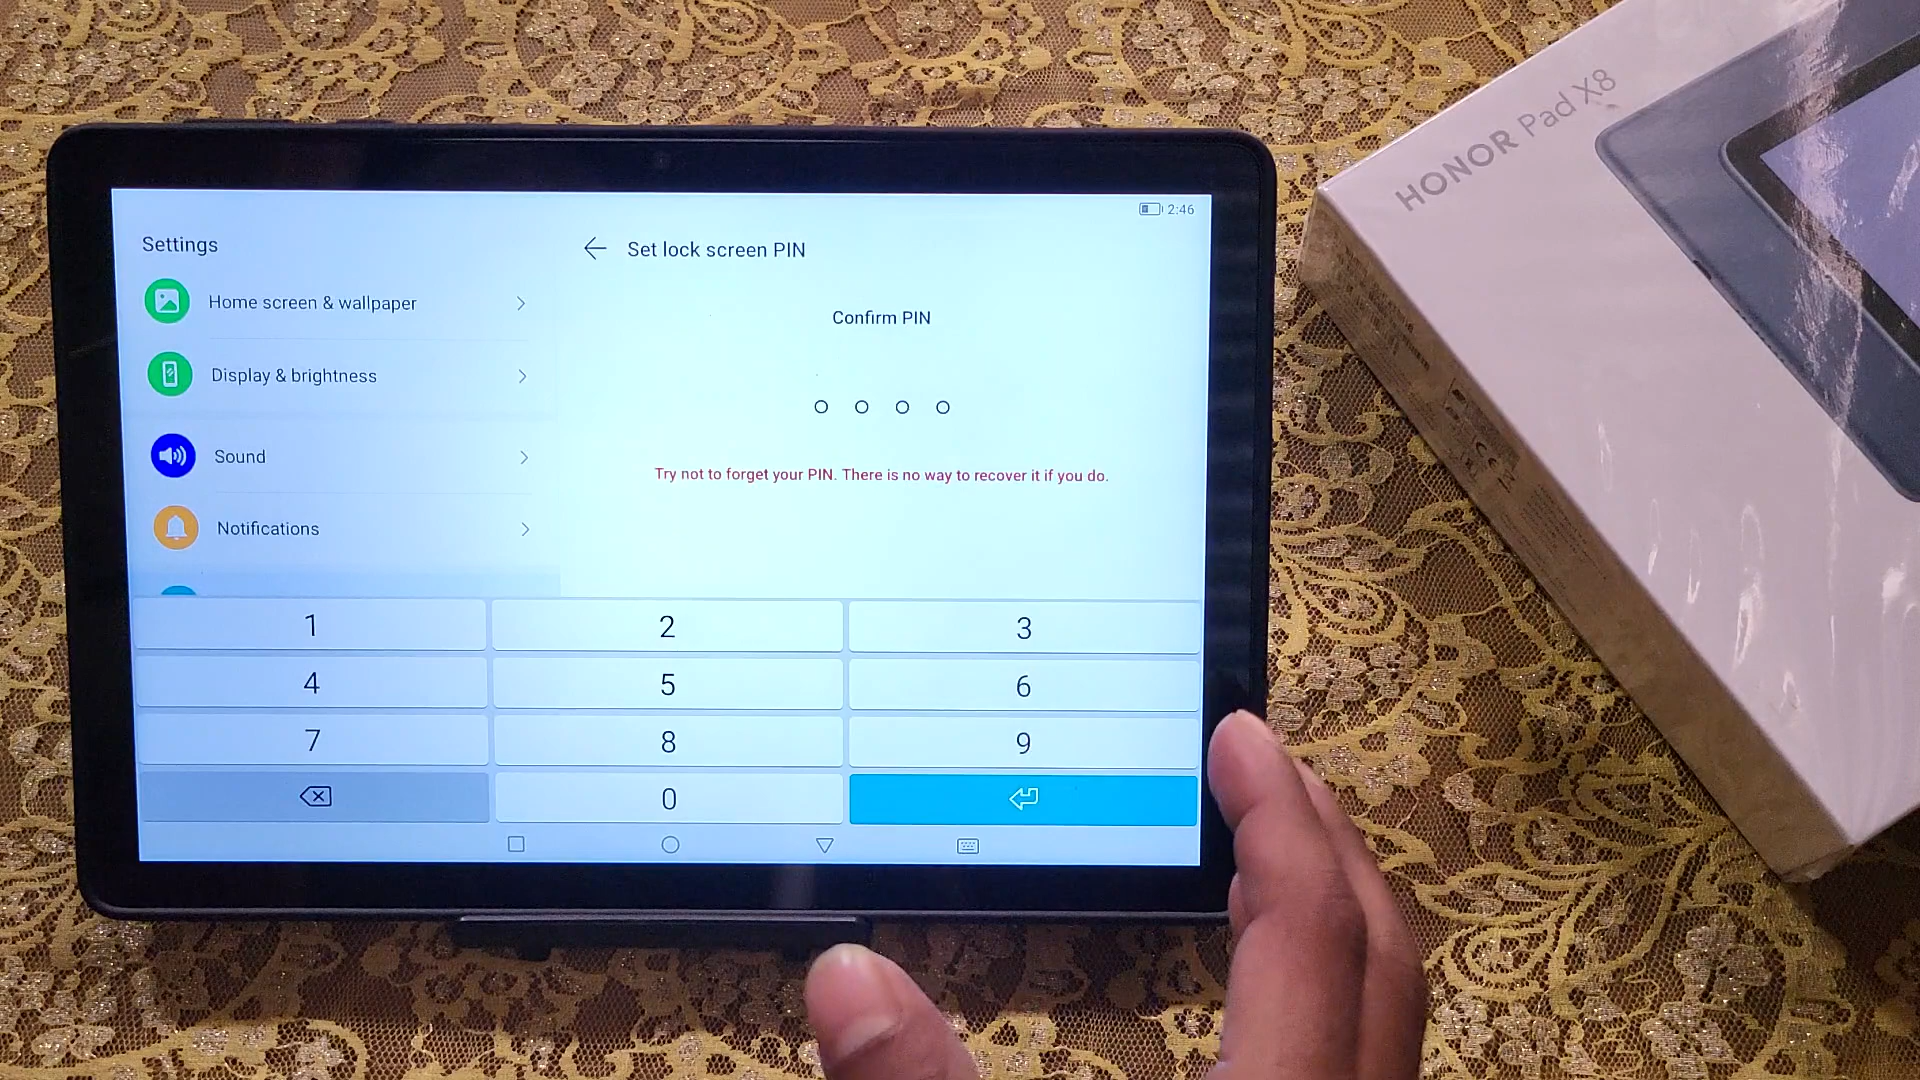 2:46
Settings
Set lock screen PIN
Home screen & wallpaper
Confirm PIN
Display & brightness
Sound
Try not to forget your PIN. There is no way to recover it if you do.
Notifications
1 2 3
4 5 6
7 8 9
0
HONOR Pad X8